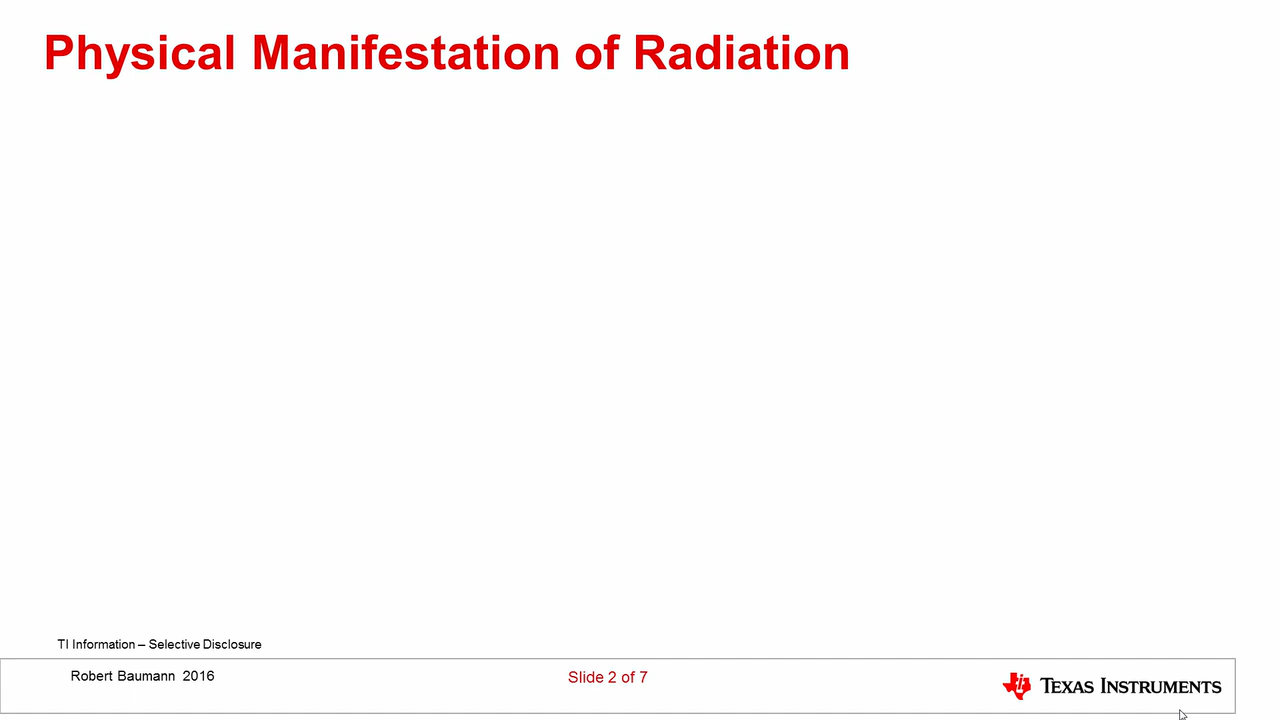 Physical Manifestation of Radiation
TI Information – Selective Disclosure
Robert Baumann 2016
Slide 2 of 7
TEXAS INSTRUMENTS